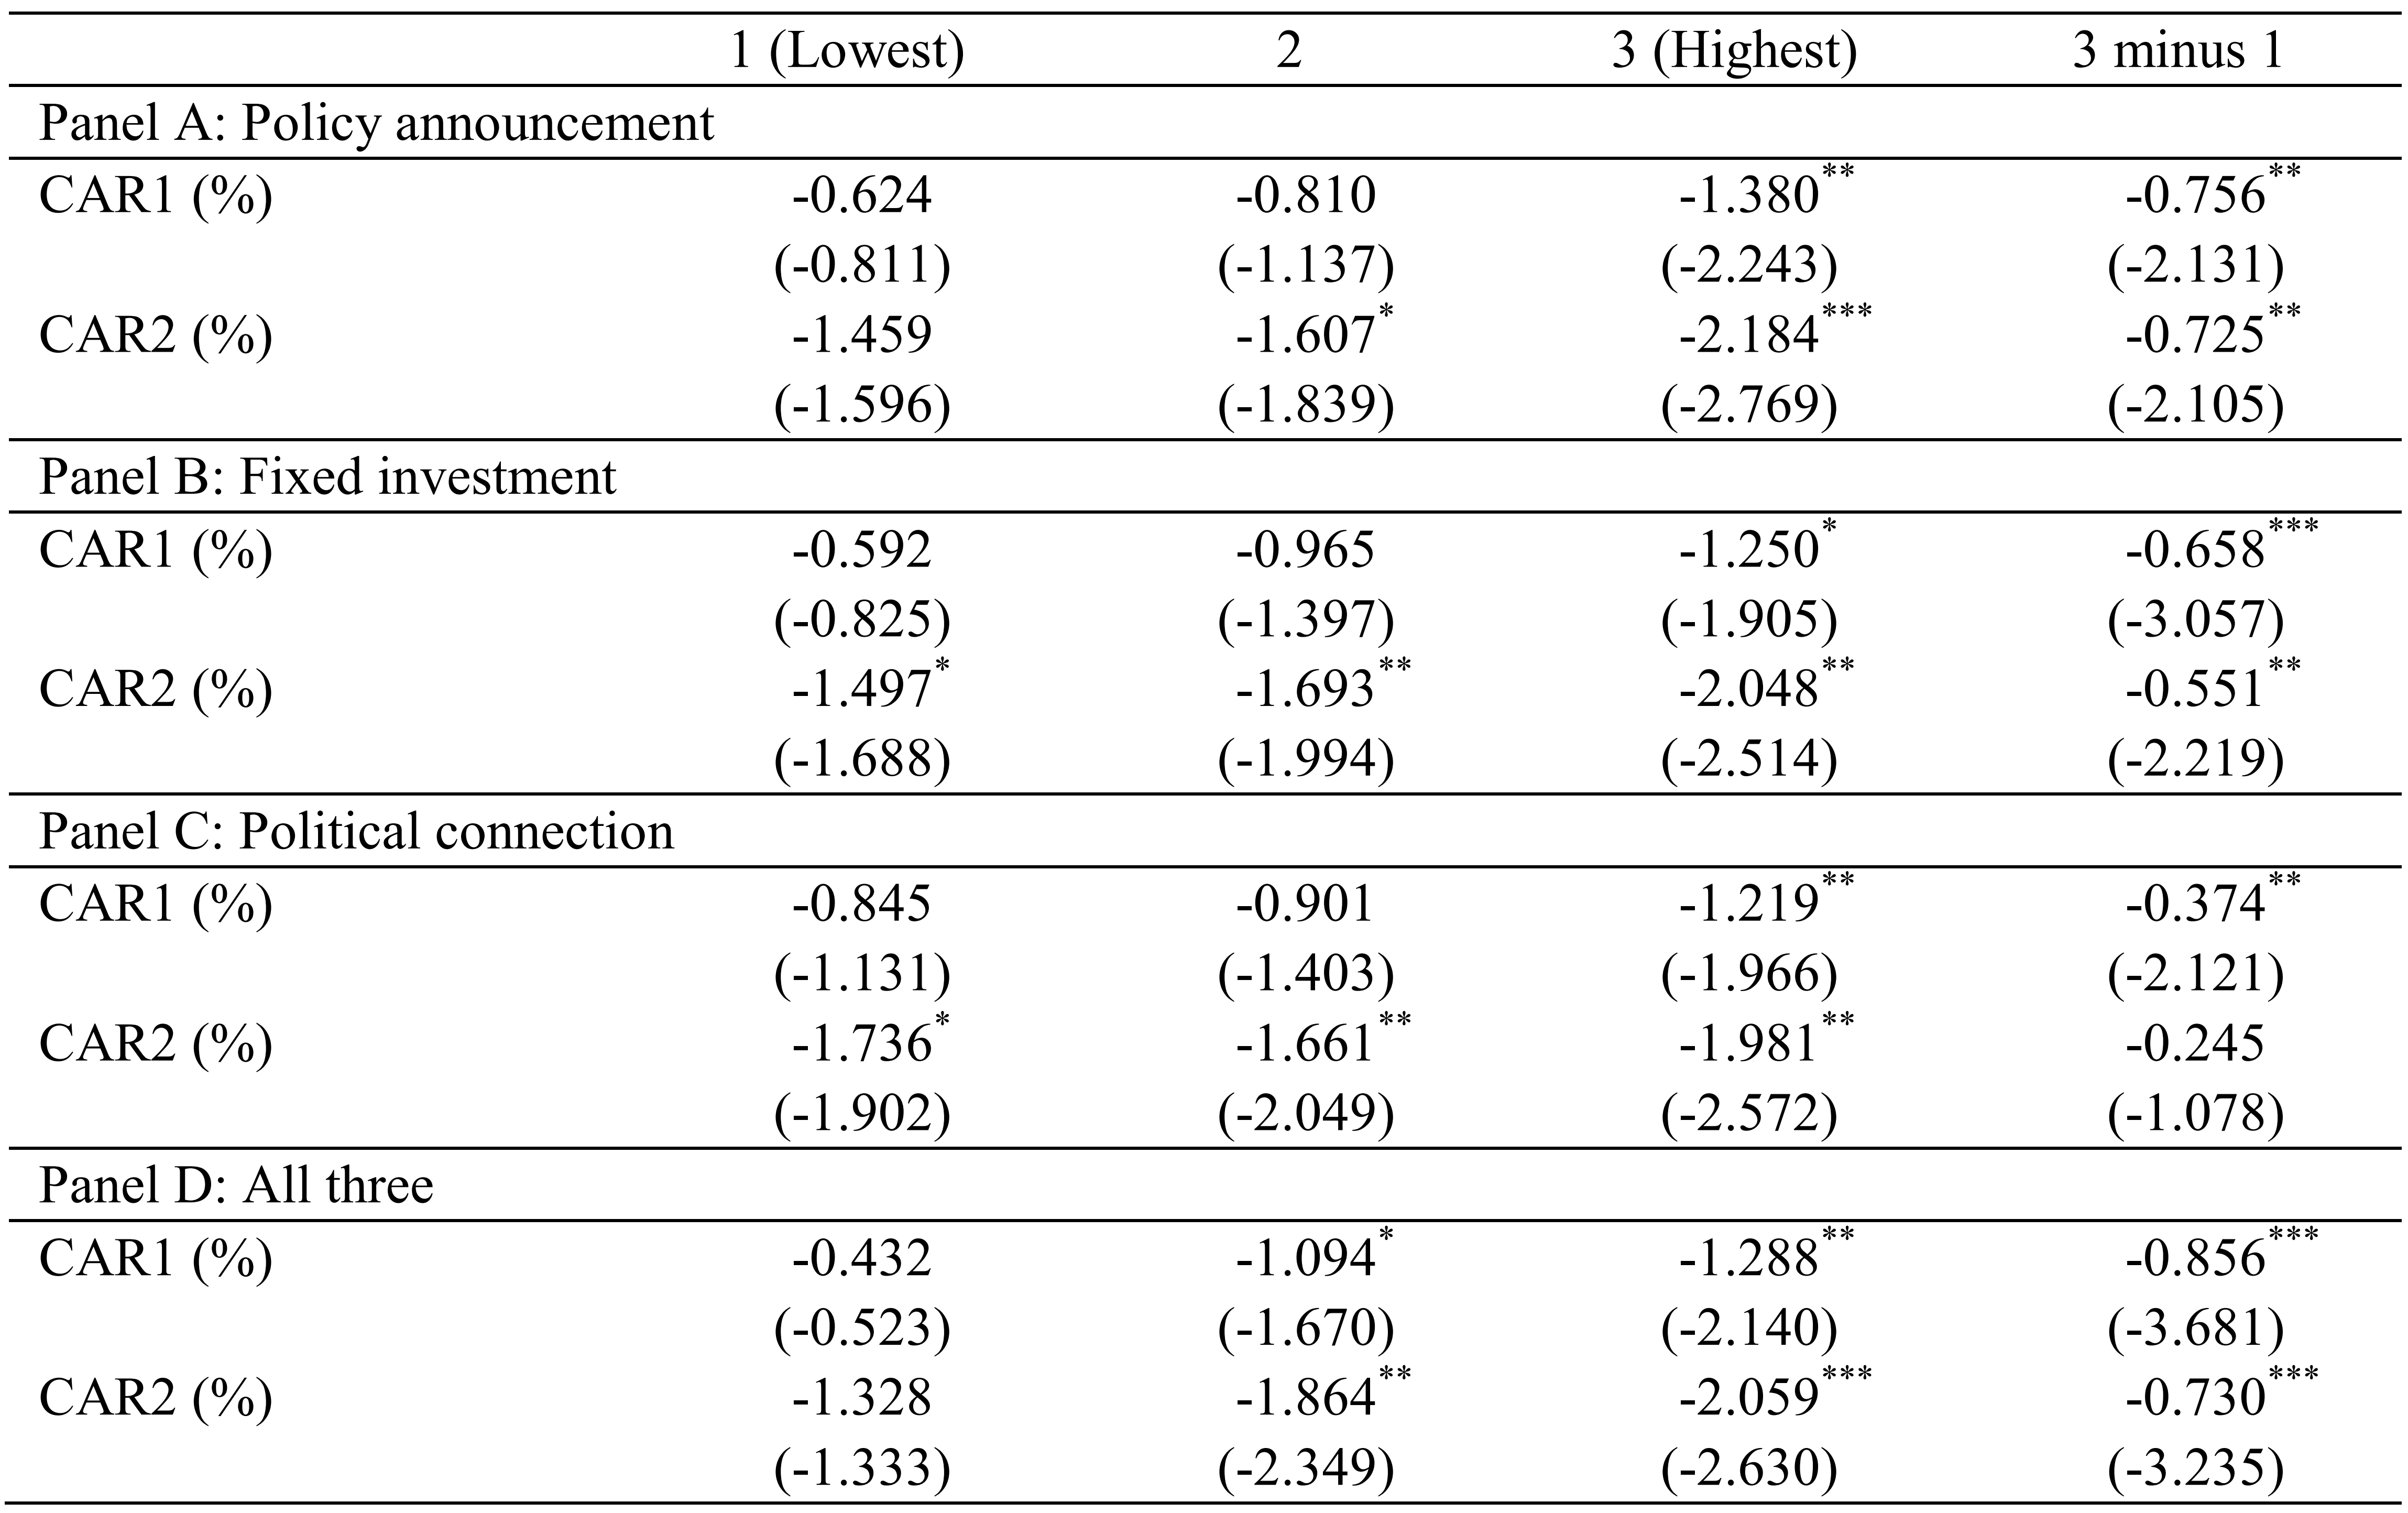 1 (Lowest) 2 3 (Highest) 3 minus 1
Panel A: Policy announcement
CAR1 (%) -0.624 -0.810 -1.380** -0.756**
(-0.811) (-1.137) (-2.243) (-2.131)
CAR2 (%) -1.459 -1.607* -2.184*** -0.725**
(-1.596) (-1.839) (-2.769) (-2.105)
Panel B: Fixed investment
CAR1 (%) -0.592 -0.965 -1.250* -0.658***
(-0.825) (-1.397) (-1.905) (-3.057)
CAR2 (%) -1.497* -1.693** -2.048** -0.551**
(-1.688) (-1.994) (-2.514) (-2.219)
Panel C: Political connection
CAR1 (%) -0.845 -0.901 -1.219** -0.374**
(-1.131) (-1.403) (-1.966) (-2.121)
CAR2 (%) -1.736* -1.661** -1.981** -0.245
(-1.902) (-2.049) (-2.572) (-1.078)
Panel D: All three
CAR1 (%) -0.432 -1.094* -1.288** -0.856***
(-0.523) (-1.670) (-2.140) (-3.681)
CAR2 (%) -1.328 -1.864** -2.059*** -0.730***
(-1.333) (-2.349) (-2.630) (-3.235)